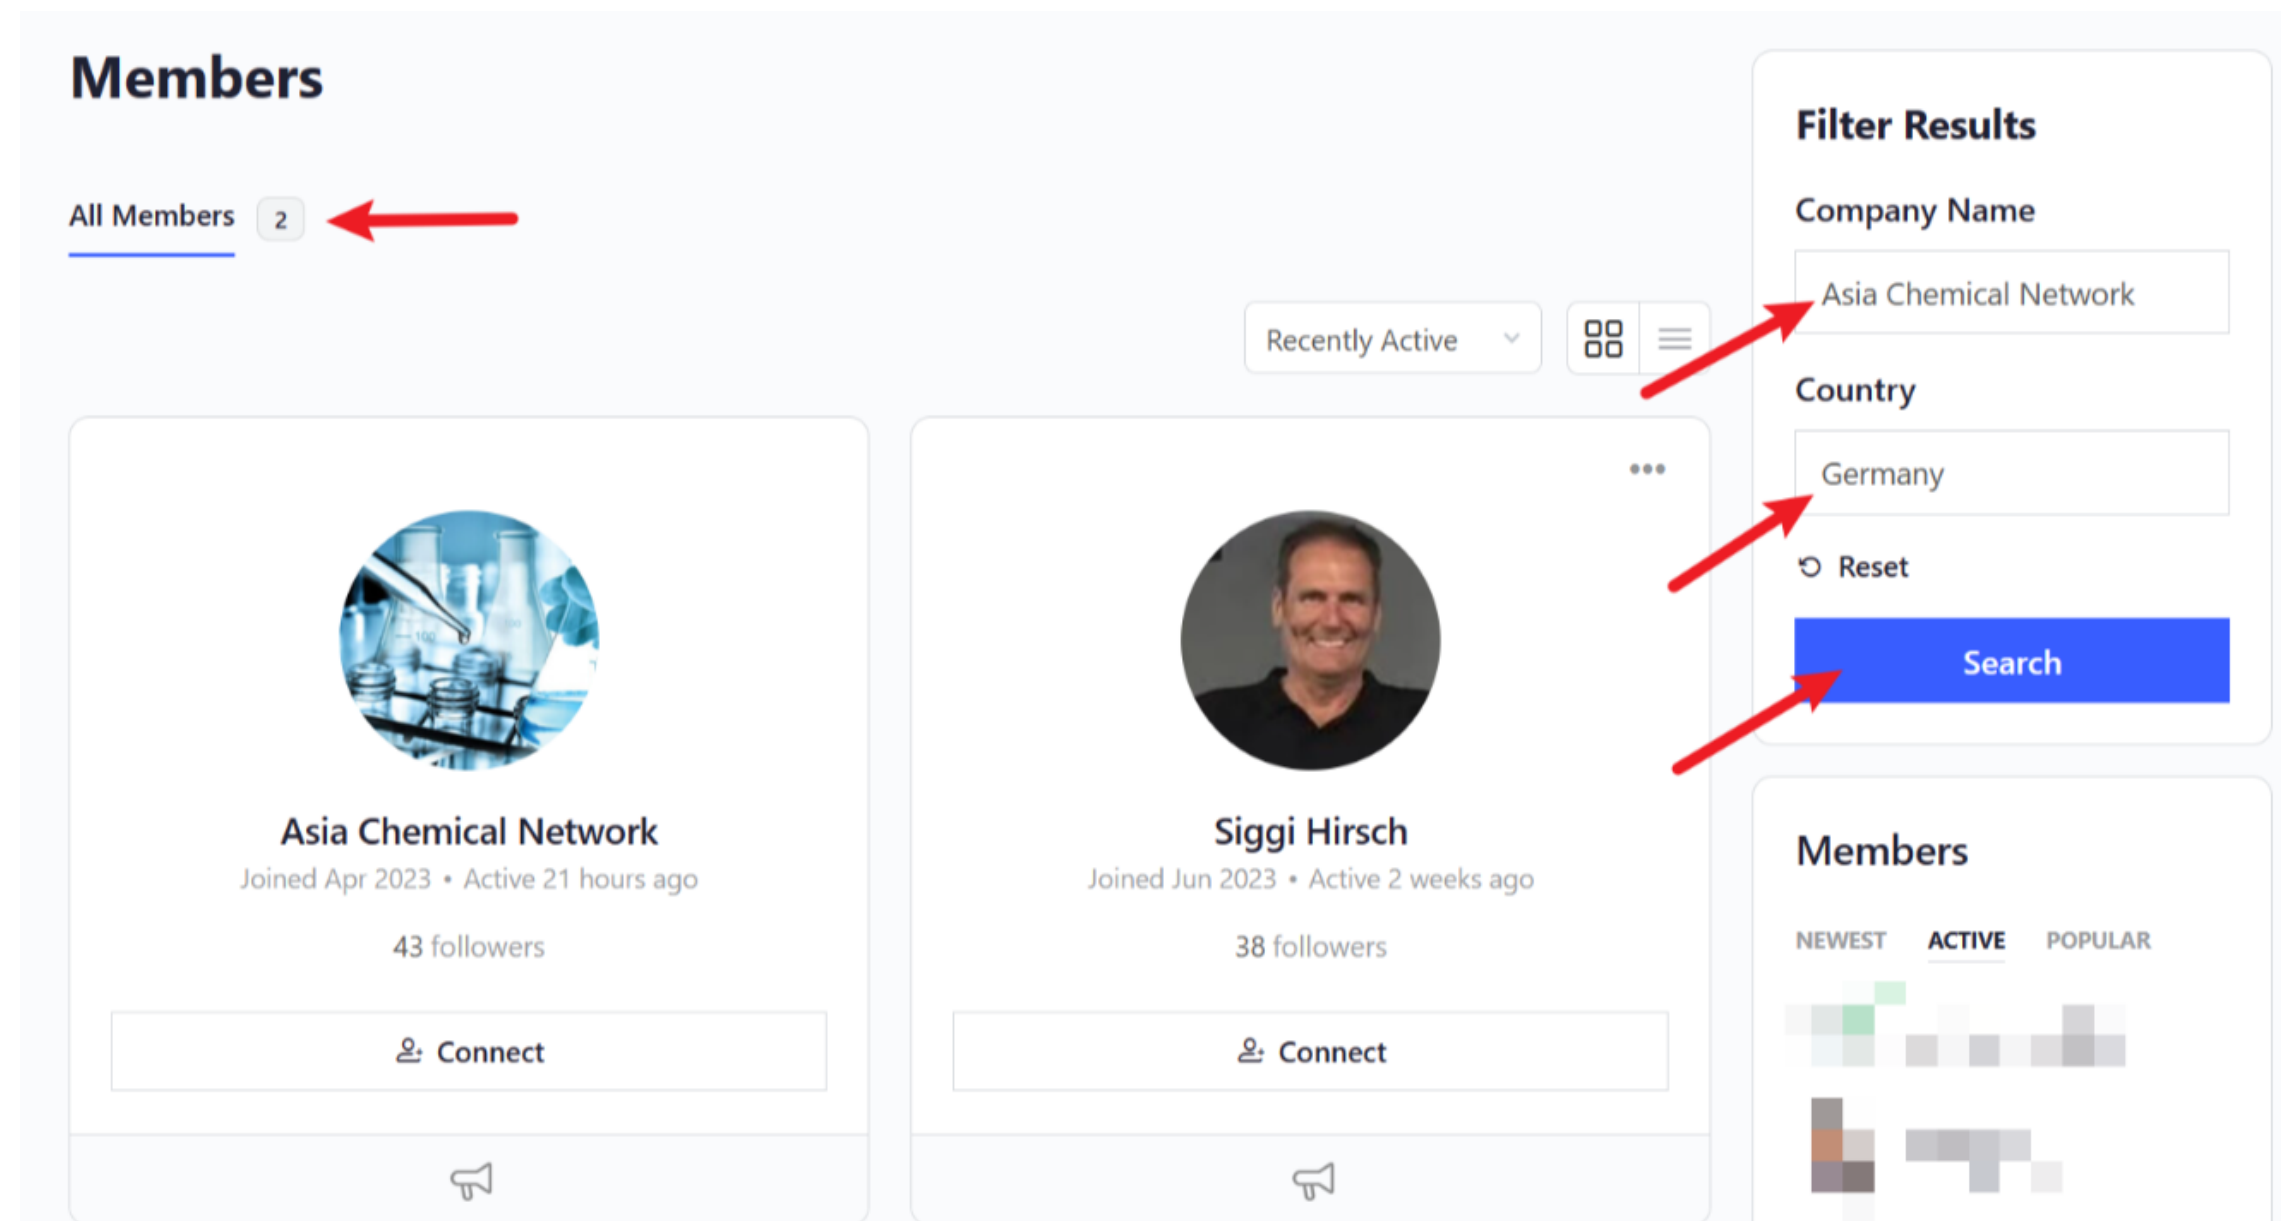 Members
All Members 2
Recently Active
Asia Chemical Network
Joined Apr 2023 • Active 21 hours ago
43 followers
Connect
Siggi Hirsch
Joined Jun 2023 • Active 2 weeks ago
38 followers
Connect
Filter Results
Company Name
Asia Chemical Network
Country
Germany
Reset
Search
Members
NEWEST ACTIVE POPULAR